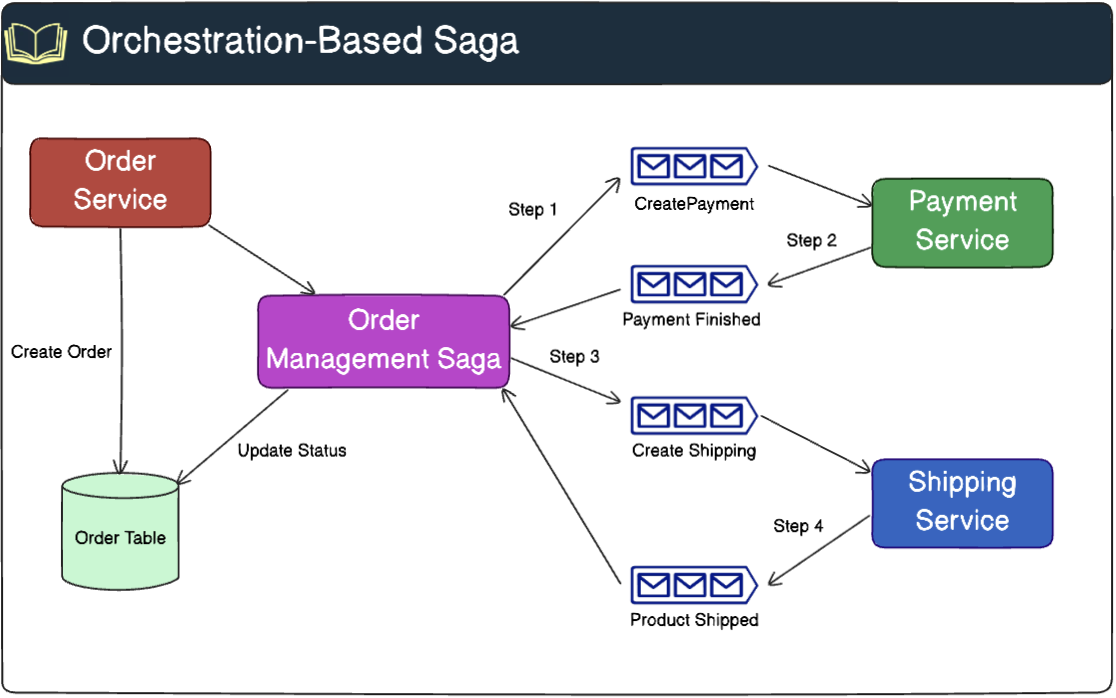 Orchestration-Based Saga
Order
Service
Step 1
CreatePayment
Payment
Service
Step 2
Payment Finished
Order
Management Saga
Create Order
Step 3
Update Status
Create Shipping
Shipping
Service
Step 4
Order Table
Product Shipped